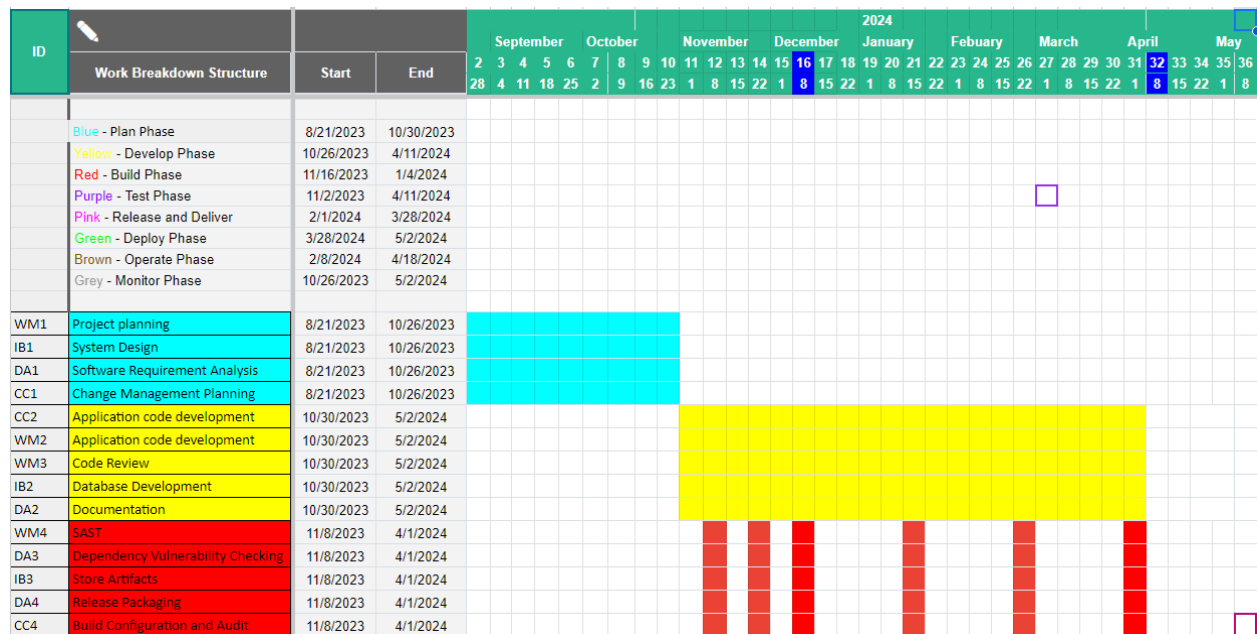 2024
ID
September October November December January Febuary March April May
Work Breakdown Structure Start End
2 3 4 5 6 7 8 9 10 11 12 13 14 15 16 17 18 19 20 21 22 23 24 25 26 27 28 29 30 31 32 33 34 35 36
28 4 11 18 25 2 9 16 23 1 8 15 22 1 8 15 22 1 8 15 22 1 8 15 22 1 8 15 22 1 8 15 22 1 8
Blue - Plan Phase 8/21/2023 10/30/2023
Yellow - Develop Phase 10/26/2023 4/11/2024
Red - Build Phase 11/16/2023 1/4/2024
Purple - Test Phase 11/2/2023 4/11/2024
Pink - Release and Deliver 2/1/2024 3/28/2024
Green - Deploy Phase 3/28/2024 5/2/2024
Brown - Operate Phase 2/8/2024 4/18/2024
Grey - Monitor Phase 10/26/2023 5/2/2024
WM1 Project planning 8/21/2023 10/26/2023
IB1 System Design 8/21/2023 10/26/2023
DA1 Software Requirement Analysis 8/21/2023 10/26/2023
CC1 Change Management Planning 8/21/2023 10/26/2023
CC2 Application code development 10/30/2023 5/2/2024
WM2 Application code development 10/30/2023 5/2/2024
WM3 Code Review 10/30/2023 5/2/2024
IB2 Database Development 10/30/2023 5/2/2024
DA2 Documentation 10/30/2023 5/2/2024
WM4 SAST 11/8/2023 4/1/2024
DA3 Dependency Vulnerability Checking 11/8/2023 4/1/2024
IB3 Store Artifacts 11/8/2023 4/1/2024
DA4 Release Packaging 11/8/2023 4/1/2024
CC4 Build Configuration and Audit 11/8/2023 4/1/2024